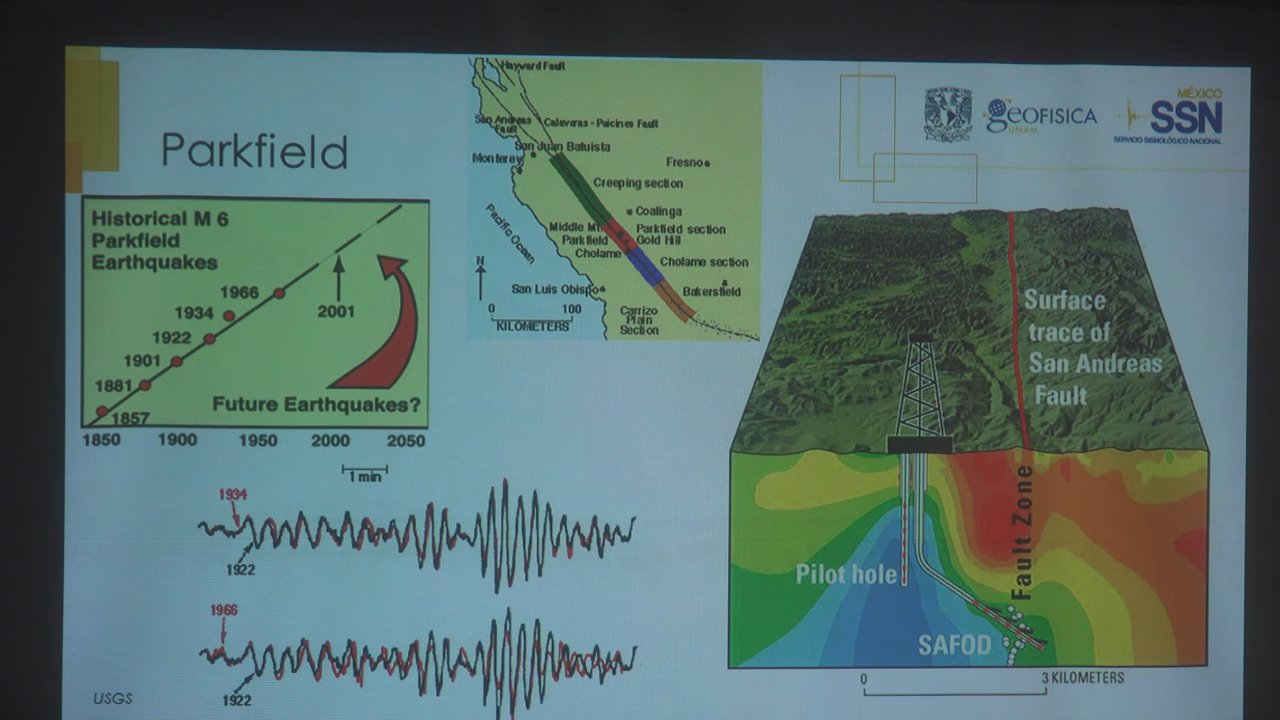 Parkfield
Historical M 6
Parkfield
Earthquakes
1966
1934
1922
1901
1881
1857
2001
Future Earthquakes?
1850 1900 1950 2000 2050
1 min
1934
1922
1966
1922
USGS
Hayward Fault
San Andreas
Fault
Calaveras - Paicines Fault
San Juan Batuista
Monterey
Fresno
Creeping section
Pacific Ocean
Coalinga
Middle Mt.
Parkfield section
Parkfield
Gold Hill
Cholame
Cholame section
N
San Luis Obispo
Bakersfield
0 100
KILOMETERS
Carrizo
Plain
Section
GEOFISICA
UNAM
MÉXICO
SSN
SERVICIO SISMOLÓGICO NACIONAL
Surface
trace of
San Andreas
Fault
Fault Zone
Pilot hole
SAFOD
0 3 KILOMETERS